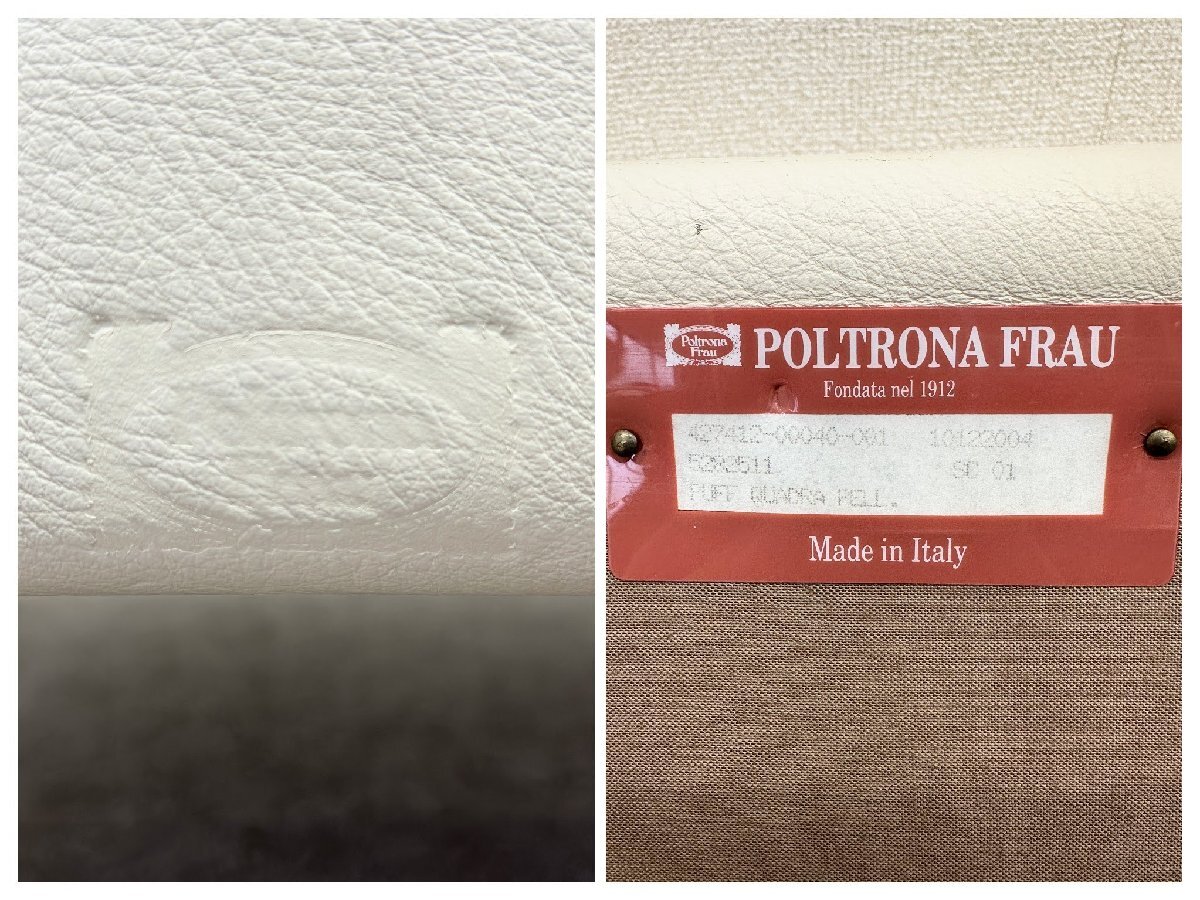 Poltrona
Frau
POLTRONA FRAU
Fondata nel 1912
427412-00040-001 10122004
5282511 SC 01
PUFF QUADRA PELL.
Made in Italy